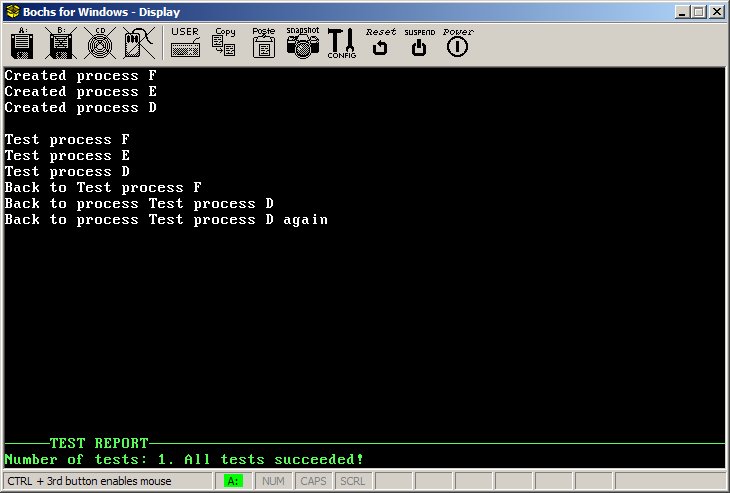 Bochs for Windows - Display
A: B: CD USER Copy Paste snapshot CONFIG Reset SUSPEND Power
Created process F
Created process E
Created process D
Test process F
Test process E
Test process D
Back to Test process F
Back to process Test process D
Back to process Test process D again
TEST REPORT
Number of tests: 1. All tests succeeded!
CTRL + 3rd button enables mouse A: NUM CAPS SCRL